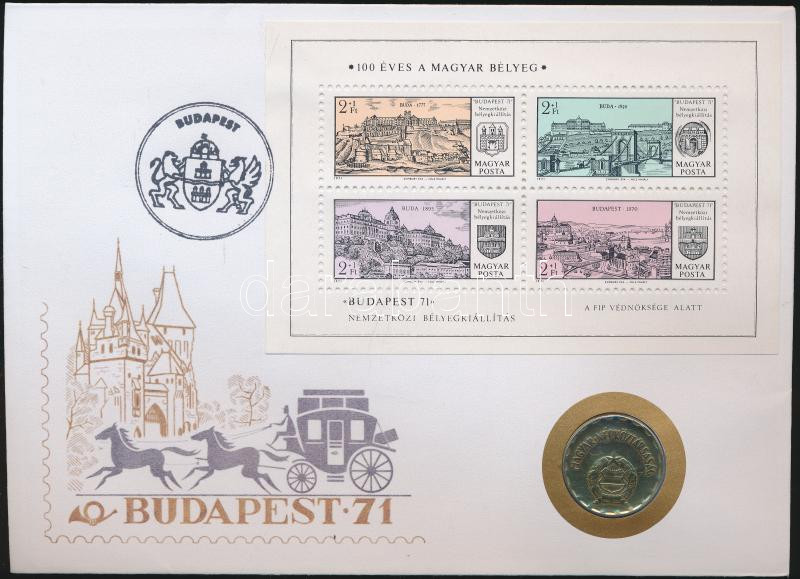 BUDAPEST
*100 ÉVES A MAGYAR BÉLYEG*
2+1 Ft
BUDA · 1777
"BUDAPEST 71"
Nemzetközi
bélyegkiállítás
MAGYAR
POSTA
2+1 Ft
"BUDAPEST 71"
Nemzetközi
bélyegkiállítás
MAGYAR
POSTA
2+1 Ft
BUDA · 1895
"BUDAPEST 71"
Nemzetközi
bélyegkiállítás
MAGYAR
POSTA
2+1 Ft
BUDAPEST · 1970
"BUDAPEST 71"
Nemzetközi
bélyegkiállítás
MAGYAR
POSTA
«BUDAPEST 71»
NEMZETKÖZI BÉLYEGKIÁLLÍTÁS
A FIP VÉDNÖKSÉGE ALATT
MAGYAR NÉPKÖZTÁRSASÁG
BUDAPEST·71